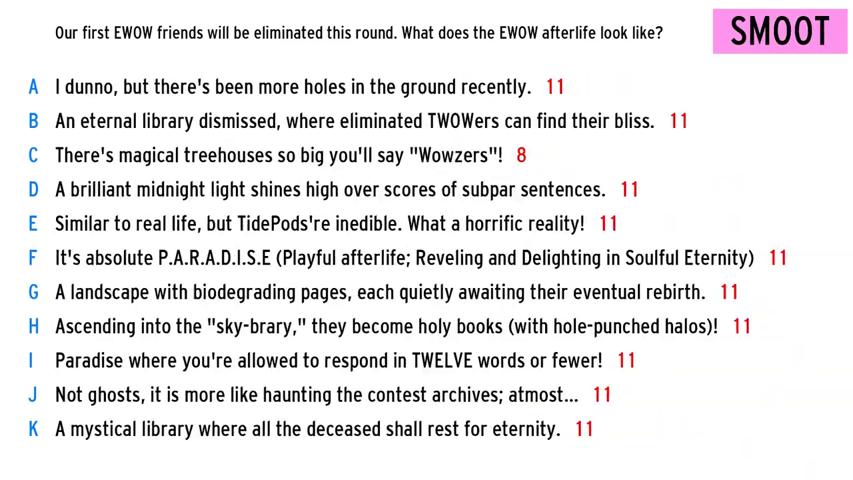 Our first EWOW friends will be eliminated this round. What does the EWOW afterlife look like?
SMOOT
A I dunno, but there's been more holes in the ground recently. 11
B An eternal library dismissed, where eliminated TWOWers can find their bliss. 11
C There's magical treehouses so big you'll say "Wowzers"! 8
D A brilliant midnight light shines high over scores of subpar sentences. 11
E Similar to real life, but TidePods're inedible. What a horrific reality! 11
F It's absolute P.A.R.A.D.I.S.E (Playful afterlife; Reveling and Delighting in Soulful Eternity) 11
G A landscape with biodegrading pages, each quietly awaiting their eventual rebirth. 11
H Ascending into the "sky-brary," they become holy books (with hole-punched halos)! 11
I Paradise where you're allowed to respond in TWELVE words or fewer! 11
J Not ghosts, it is more like haunting the contest archives; atmost... 11
K A mystical library where all the deceased shall rest for eternity. 11